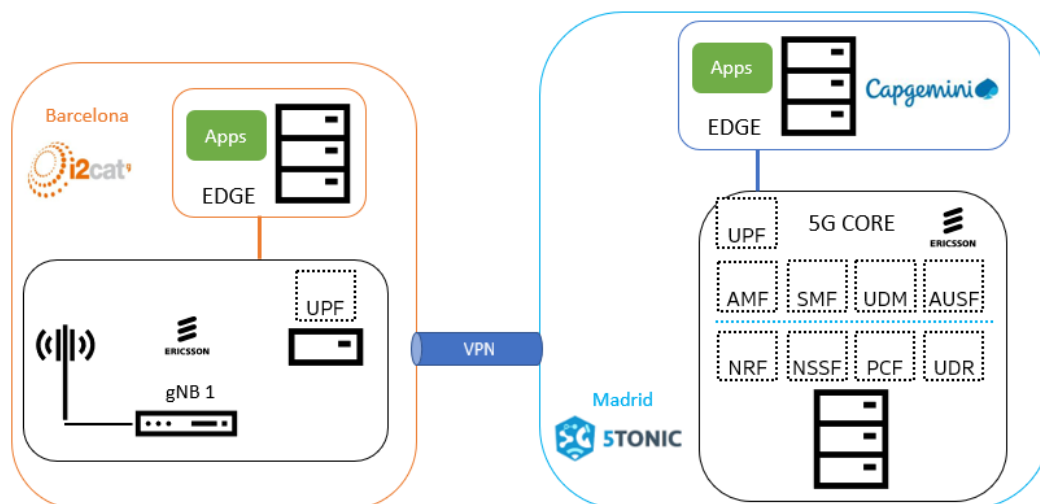 Barcelona
i2cat
Apps
EDGE
UPF
ERICSSON
gNB 1
VPN
Apps
EDGE
Capgemini
5G CORE
ERICSSON
UPF
AMF SMF UDM AUSF
NRF NSSF PCF UDR
Madrid
5TONIC